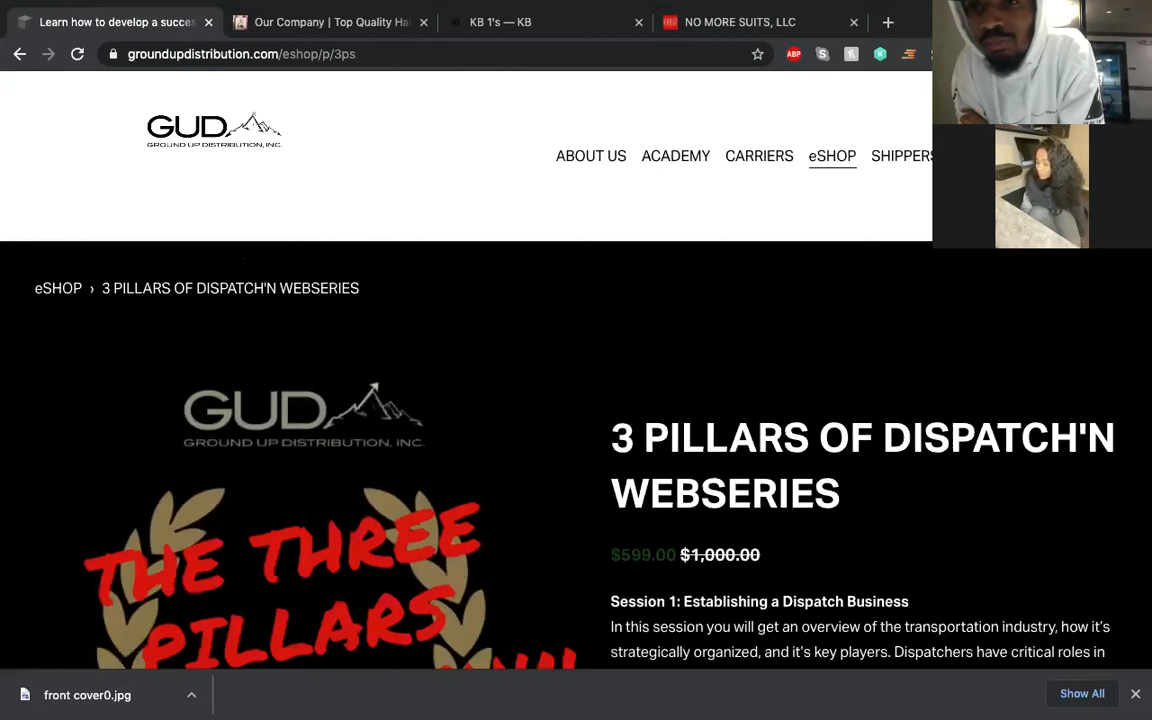 Learn how to develop a succes
Our Company | Top Quality Ha
KB 1's — KB
NO MORE SUITS, LLC
groundupdistribution.com/eshop/p/3ps
ABP
GUD
GROUND UP DISTRIBUTION, INC.
ABOUT US ACADEMY CARRIERS eSHOP SHIPPERS
eSHOP › 3 PILLARS OF DISPATCH'N WEBSERIES
GUD
GROUND UP DISTRIBUTION, INC.
THE THREE
PILLARS
3 PILLARS OF DISPATCH'N
WEBSERIES
$599.00 $1,000.00
Session 1: Establishing a Dispatch Business
In this session you will get an overview of the transportation industry, how it's
strategically organized, and it's key players. Dispatchers have critical roles in
front cover0.jpg
Show All